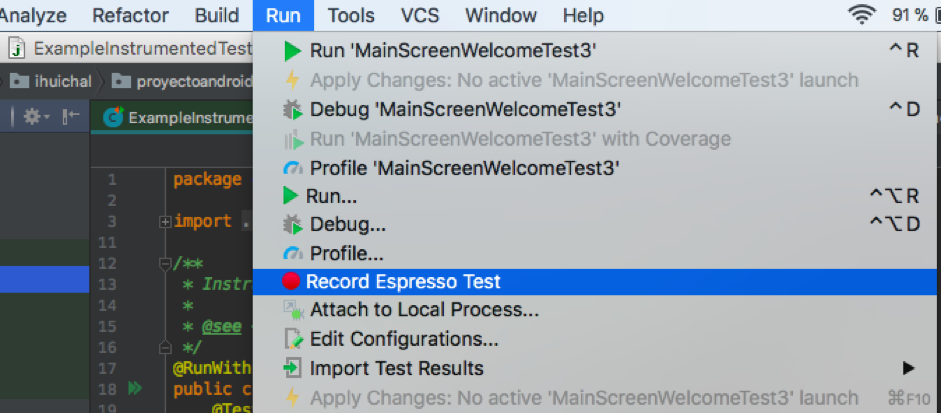 Analyze Refactor Build Run Tools VCS Window Help 91 %
ExampleInstrumentedTest
ihuichal proyectoandroid
ExampleInstrume
Run 'MainScreenWelcomeTest3' ^ R
Apply Changes: No active 'MainScreenWelcomeTest3' launch
Debug 'MainScreenWelcomeTest3' ^ D
Run 'MainScreenWelcomeTest3' with Coverage
Profile 'MainScreenWelcomeTest3'
Run... ^⌥ R
Debug... ^⌥ D
Profile...
Record Espresso Test
Attach to Local Process...
Edit Configurations...
Import Test Results
Apply Changes: No active 'MainScreenWelcomeTest3' launch ⌘F10
1 package
2
3 import .
11
12 /**
13 * Instr
14 *
15 * @see
16 */
17 @RunWith
18 public c
19 @Tes